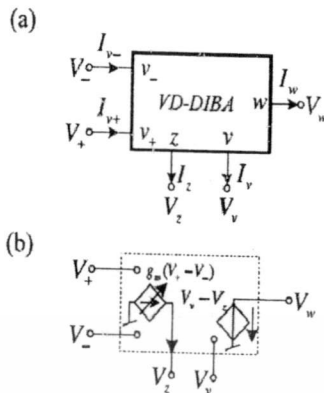 (a)
I_{v-}
V_- v_- I_w
I_{v+} VD-DIBA w V_w
V_+ v_+ z v
I_z I_v
V_z V_v
(b)
V_+ g_m(V_+ - V_-)
V_v - V_z V_w
V_-
V_z V_v